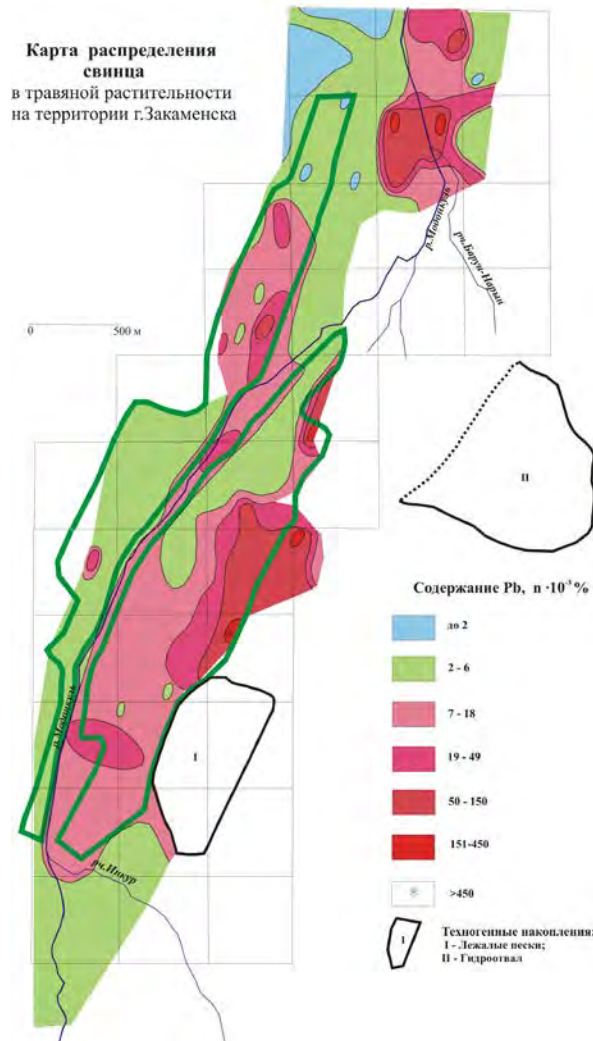 Карта распределения
свинца
в травяной растительности
на территории г.Закаменска
р.Модонкуль
рч.Барун-Нарын
0 500 м
II
Содержание Pb, n ·10⁻³ %
до 2
2 - 6
7 - 18
19 - 49
50 - 150
151-450
>450
I
р.Модонкуль
рч.Инкур
I
Техногенные накопления:
I - Лежалые пески;
II - Гидроотвал